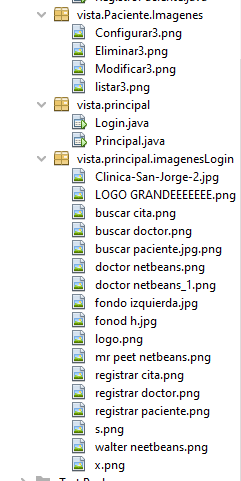 vista.Paciente.Imagenes
Configurar3.png
Eliminar3.png
Modificar3.png
listar3.png
vista.principal
Login.java
Principal.java
vista.principal.imagenesLogin
Clinica-San-Jorge-2.jpg
LOGO GRANDEEEEEEE.png
buscar cita.png
buscar doctor.png
buscar paciente.jpg.png
doctor netbeans.png
doctor netbeans_1.png
fondo izquierda.jpg
fonod h.jpg
logo.png
mr peet netbeans.png
registrar cita.png
registrar doctor.png
registrar paciente.png
s.png
walter neetbeans.png
x.png